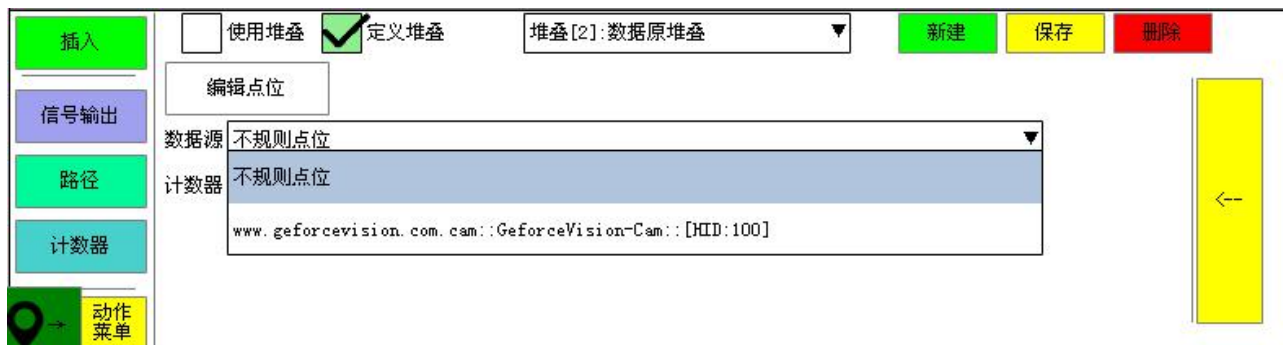 插入
使用堆叠 定义堆叠 堆叠[2]:数据原堆叠 ▼ 新建 保存 删除
编辑点位
信号输出
数据源 不规则点位 ▼
路径
计数器 不规则点位
<--
www.geforcevision.com.cam::GeforceVision-Cam::[HID:100]
计数器
→ 动作
菜单